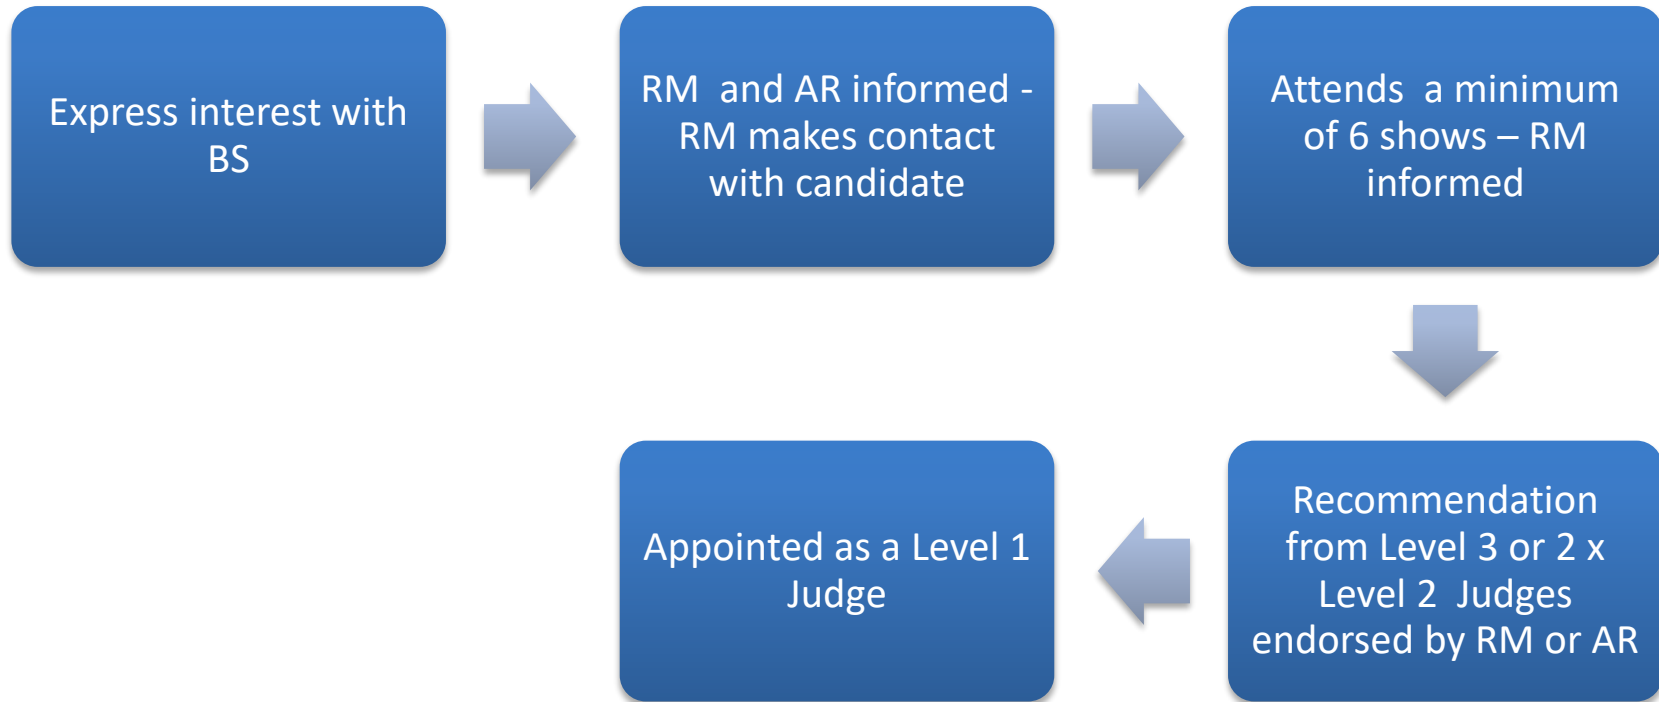 Express interest with
BS
RM  and AR informed -
RM makes contact
with candidate
Attends  a minimum
of 6 shows – RM
informed
Recommendation
from Level 3 or 2 x
Level 2  Judges
endorsed by RM or AR
Appointed as a Level 1
Judge